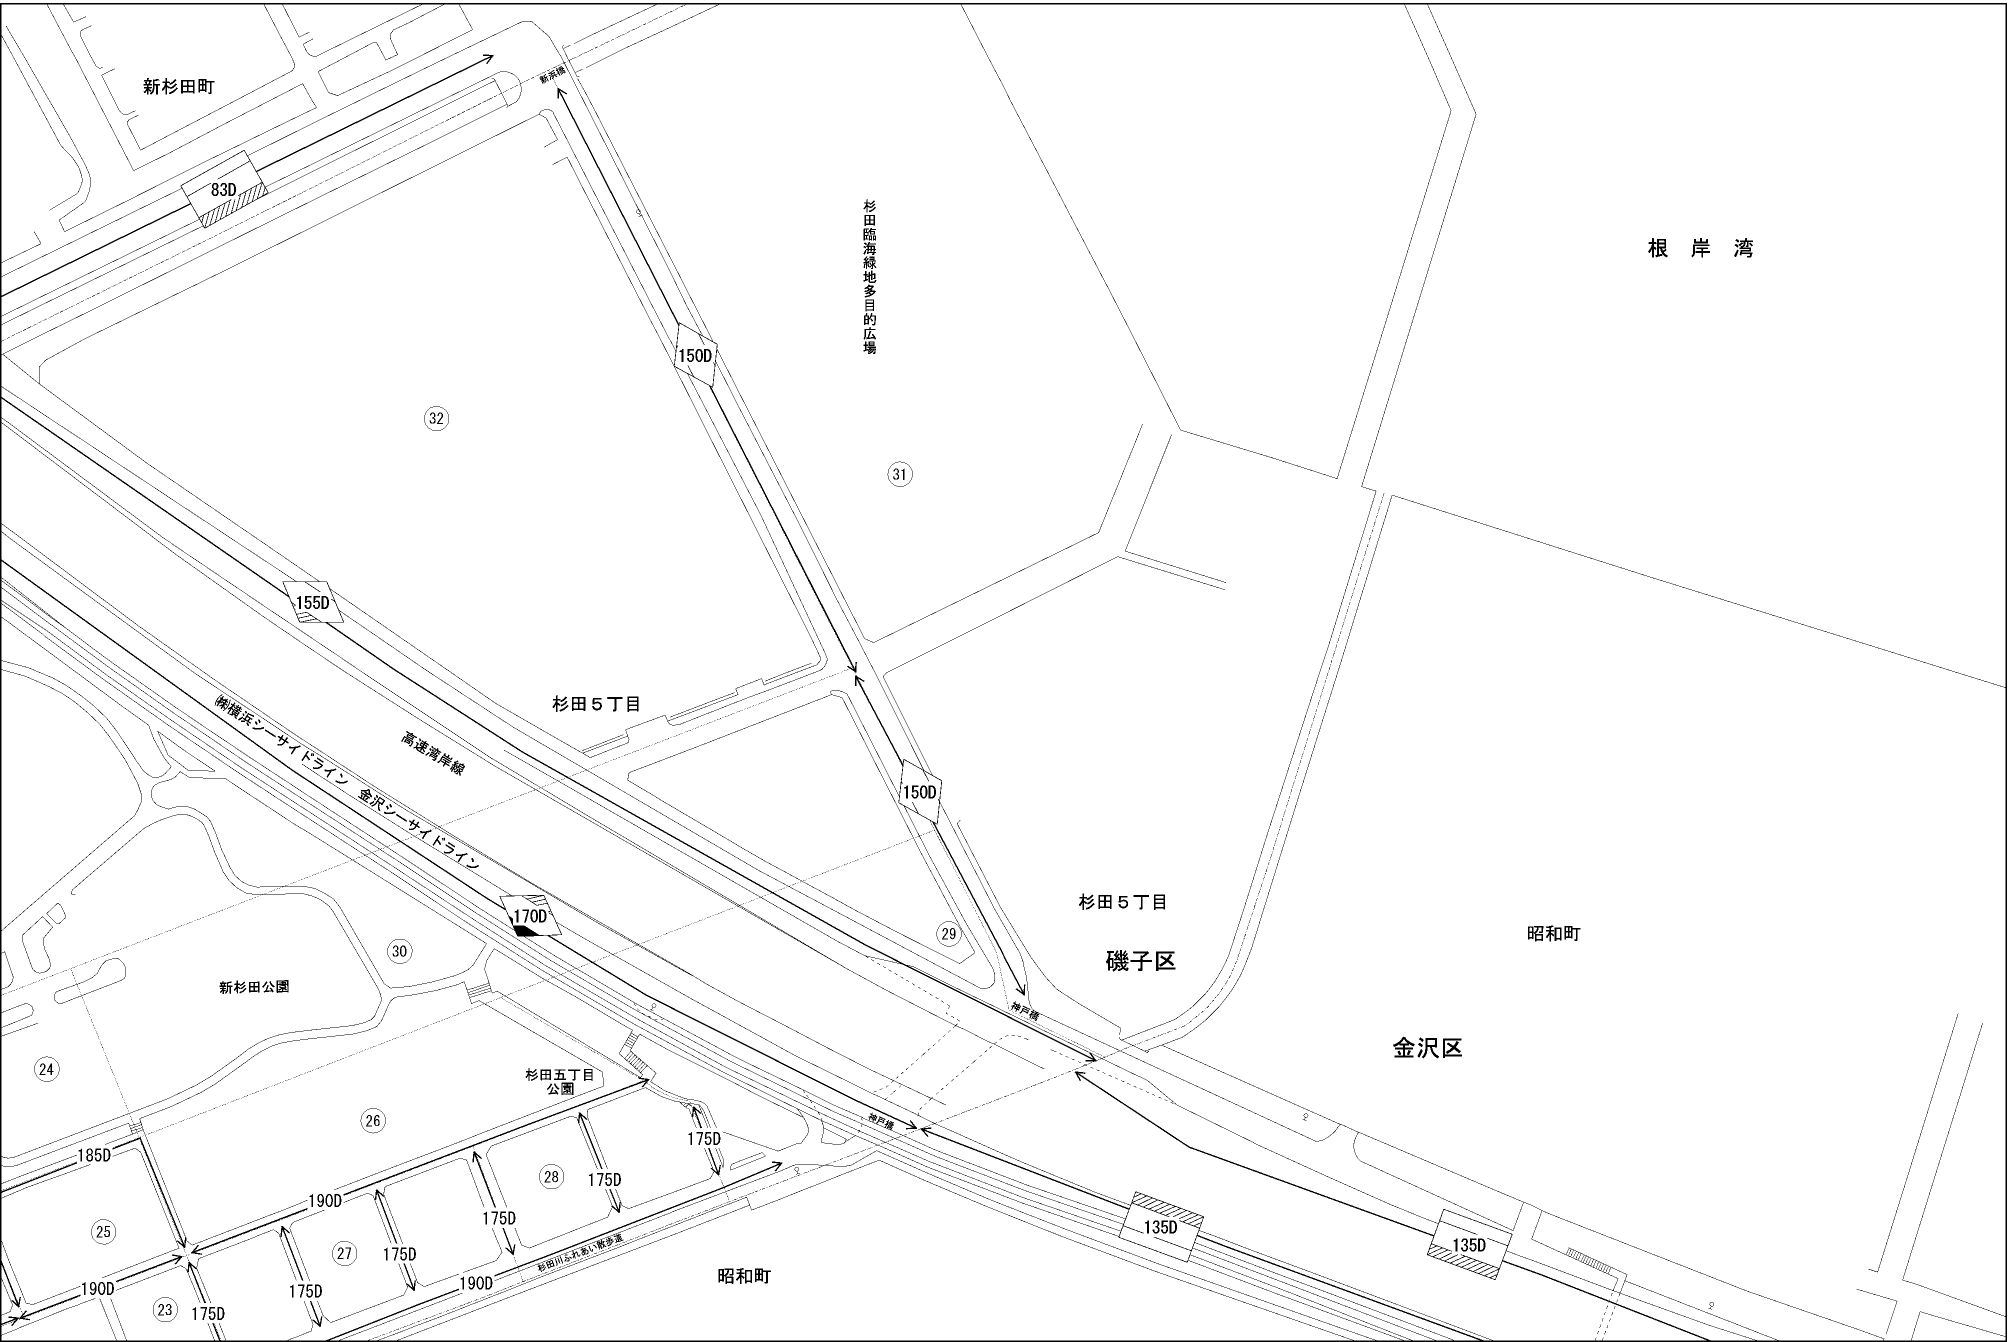 新杉田町
新浜橋
83D
杉田臨海緑地多目的広場
根岸湾
150D
32
31
155D
杉田5丁目
㈱横浜シーサイドライン 金沢シーサイドライン
高速湾岸線
150D
杉田5丁目
170D
29
昭和町
30
磯子区
新杉田公園
神戸橋
金沢区
24
杉田五丁目
公園
26
神戸橋
175D
185D
28
175D
190D
175D
25
135D
135D
27
175D
杉田川ふれあい散歩道
昭和町
190D
190D
175D
23
175D